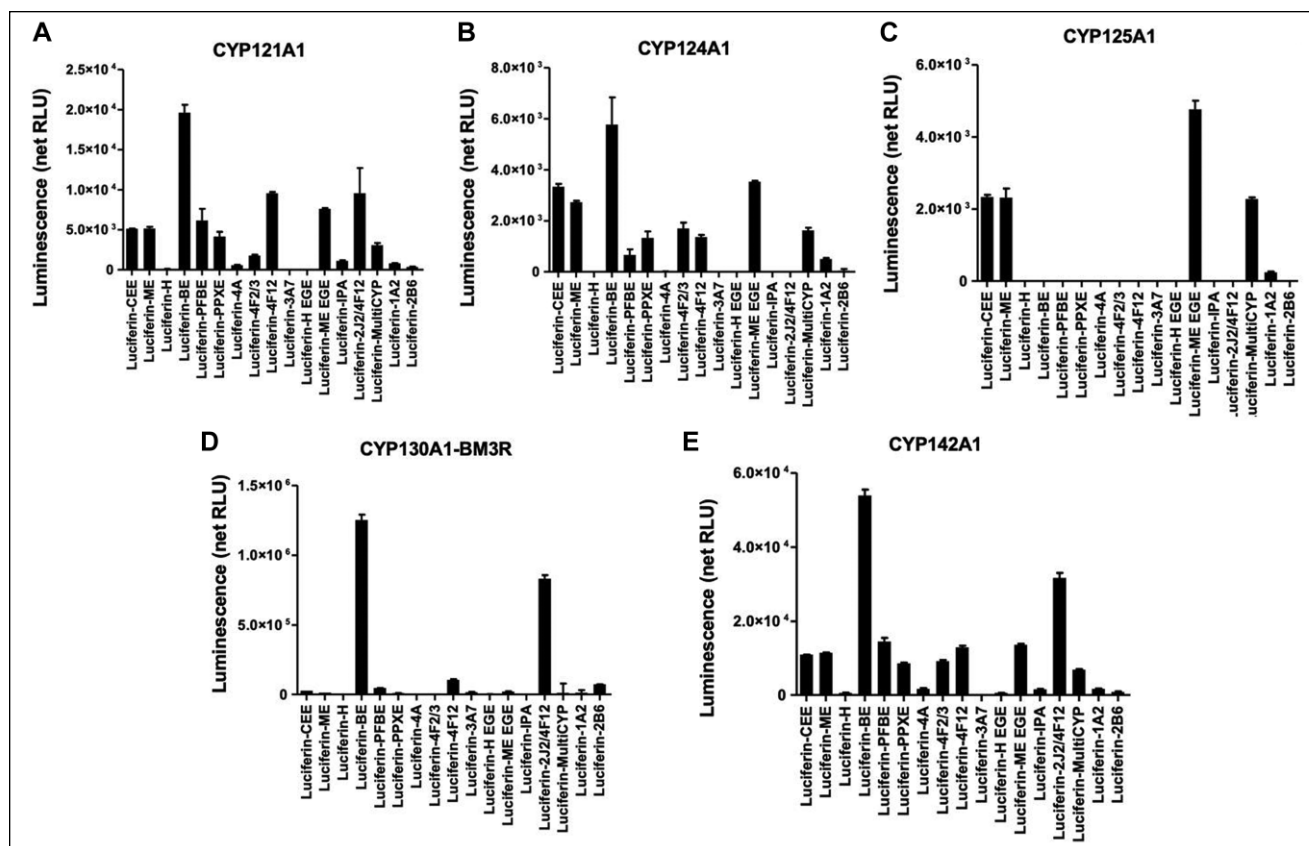 A
CYP121A1
Luminescence (net RLU)
2.5×10⁴
2.0×10⁴
1.5×10⁴
1.0×10⁴
5.0×10³
0
Luciferin-CEE
Luciferin-ME
Luciferin-H
Luciferin-BE
Luciferin-PFBE
Luciferin-PPXE
Luciferin-4A
Luciferin-4F2/3
Luciferin-4F12
Luciferin-3A7
Luciferin-H EGE
Luciferin-ME EGE
Luciferin-IPA
Luciferin-2J2/4F12
Luciferin-MultiCYP
Luciferin-1A2
Luciferin-2B6
B
CYP124A1
Luminescence (net RLU)
8.0×10³
6.0×10³
4.0×10³
2.0×10³
0
Luciferin-CEE
Luciferin-ME
Luciferin-H
Luciferin-BE
Luciferin-PFBE
Luciferin-PPXE
Luciferin-4A
Luciferin-4F2/3
Luciferin-4F12
Luciferin-3A7
Luciferin-H EGE
Luciferin-ME EGE
Luciferin-IPA
Luciferin-2J2/4F12
Luciferin-MultiCYP
Luciferin-1A2
Luciferin-2B6
C
CYP125A1
Luminescence (net RLU)
6.0×10³
4.0×10³
2.0×10³
0
Luciferin-CEE
Luciferin-ME
Luciferin-H
Luciferin-BE
Luciferin-PFBE
Luciferin-PPXE
Luciferin-4A
Luciferin-4F2/3
Luciferin-4F12
Luciferin-3A7
Luciferin-H EGE
Luciferin-ME EGE
Luciferin-IPA
Luciferin-2J2/4F12
Luciferin-MultiCYP
Luciferin-1A2
Luciferin-2B6
D
CYP130A1-BM3R
Luminescence (net RLU)
1.5×10⁶
1.0×10⁶
5.0×10⁵
0
Luciferin-CEE
Luciferin-ME
Luciferin-H
Luciferin-BE
Luciferin-PFBE
Luciferin-PPXE
Luciferin-4A
Luciferin-4F2/3
Luciferin-4F12
Luciferin-3A7
Luciferin-H EGE
Luciferin-ME EGE
Luciferin-IPA
Luciferin-2J2/4F12
Luciferin-MultiCYP
Luciferin-1A2
Luciferin-2B6
E
CYP142A1
Luminescence (net RLU)
6.0×10⁴
4.0×10⁴
2.0×10⁴
0
Luciferin-CEE
Luciferin-ME
Luciferin-H
Luciferin-BE
Luciferin-PFBE
Luciferin-PPXE
Luciferin-4A
Luciferin-4F2/3
Luciferin-4F12
Luciferin-3A7
Luciferin-H EGE
Luciferin-ME EGE
Luciferin-IPA
Luciferin-2J2/4F12
Luciferin-MultiCYP
Luciferin-1A2
Luciferin-2B6